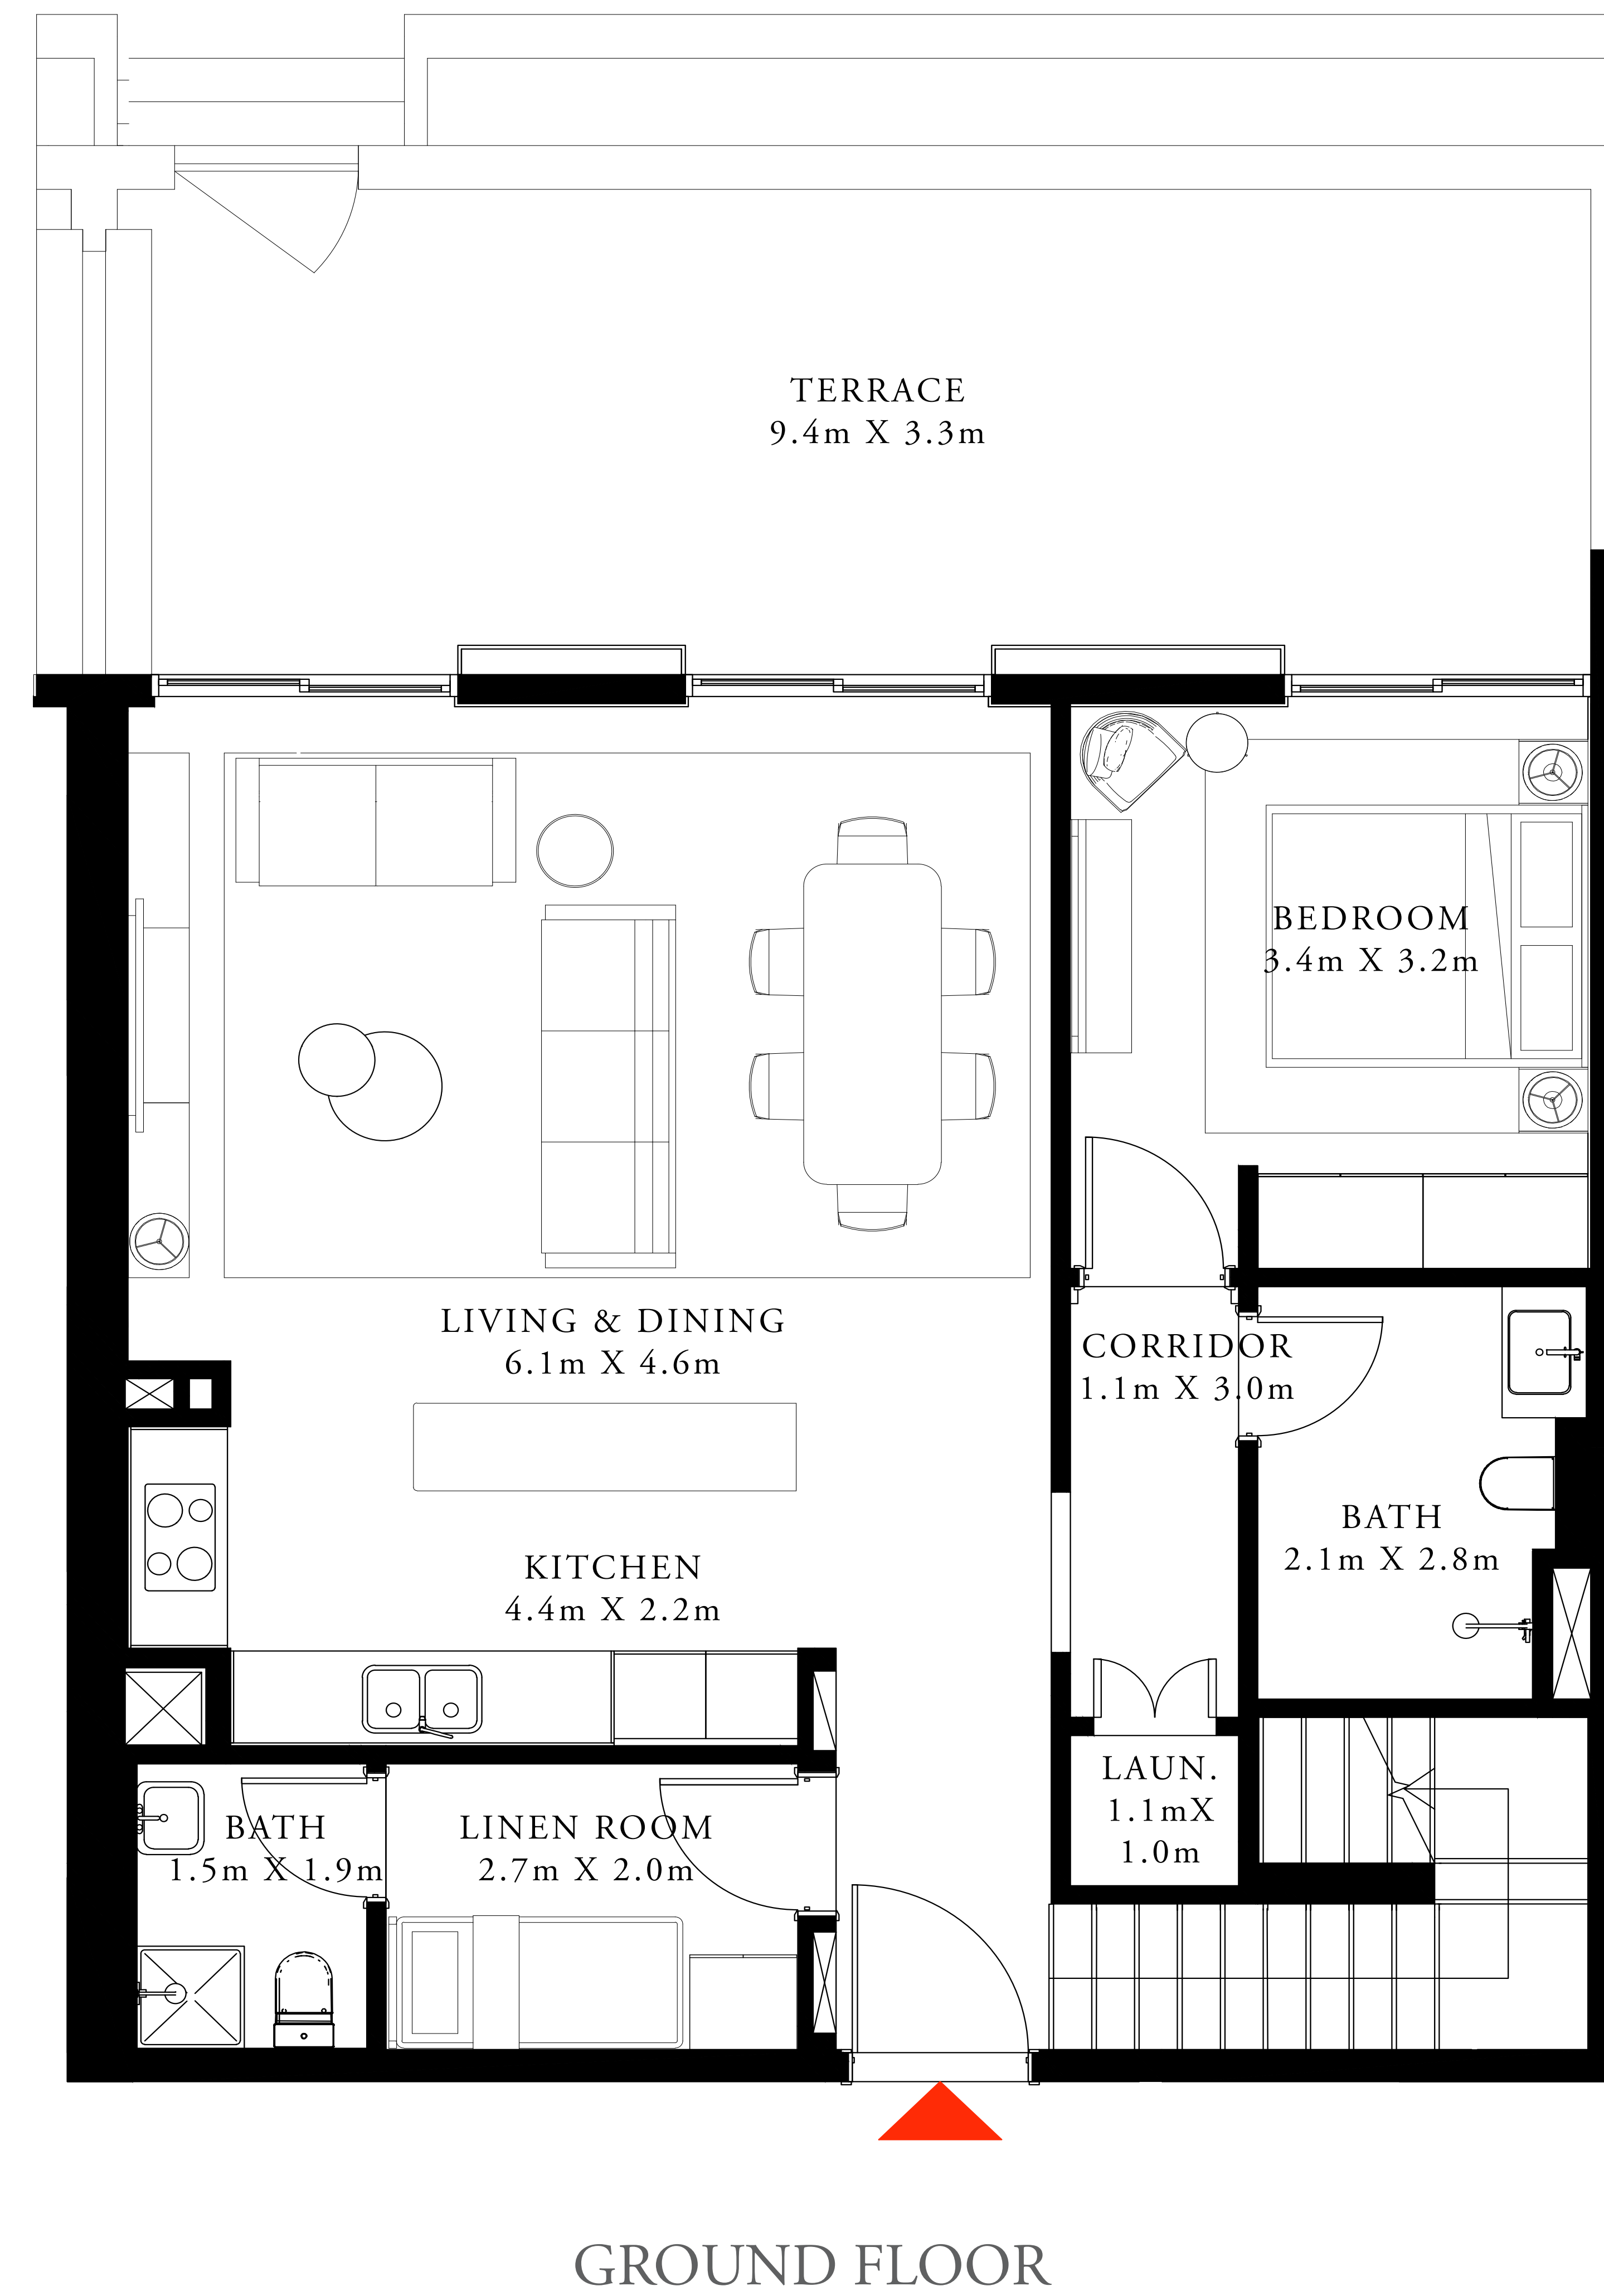 TERRACE
9.4m X 3.3m
BEDROOM
3.4m X 3.2m
LIVING & DINING
6.1m X 4.6m
CORRIDOR
1.1m X 3.0m
BATH
2.1m X 2.8m
KITCHEN
4.4m X 2.2m
LAUN.
1.1mX
1.0m
BATH
1.5m X 1.9m
LINEN ROOM
2.7m X 2.0m
GROUND FLOOR